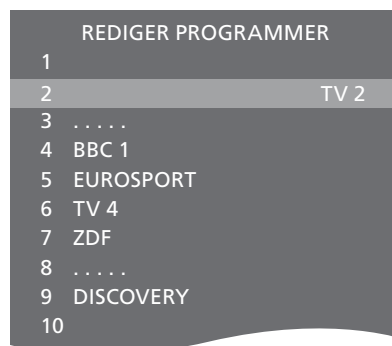 REDIGER PROGRAMMER
1
2 TV 2
3 .....
4 BBC 1
5 EUROSPORT
6 TV 4
7 ZDF
8 .....
9 DISCOVERY
10